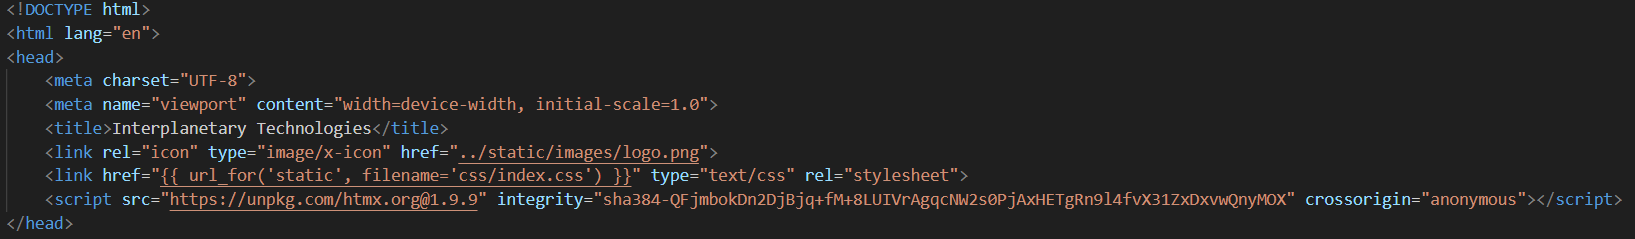 <!DOCTYPE html>
<html lang="en">
<head>
    <meta charset="UTF-8">
    <meta name="viewport" content="width=device-width, initial-scale=1.0">
    <title>Interplanetary Technologies</title>
    <link rel="icon" type="image/x-icon" href="../static/images/logo.png">
    <link href="{{ url_for('static', filename='css/index.css') }}" type="text/css" rel="stylesheet">
    <script src="https://unpkg.com/htmx.org@1.9.9" integrity="sha384-QFjmbokDn2DjBjq+fM+8LUIVrAgqcNW2s0PjAxHETgRn9l4fvX31ZxDxvwQnyMOX" crossorigin="anonymous"></script>
</head>